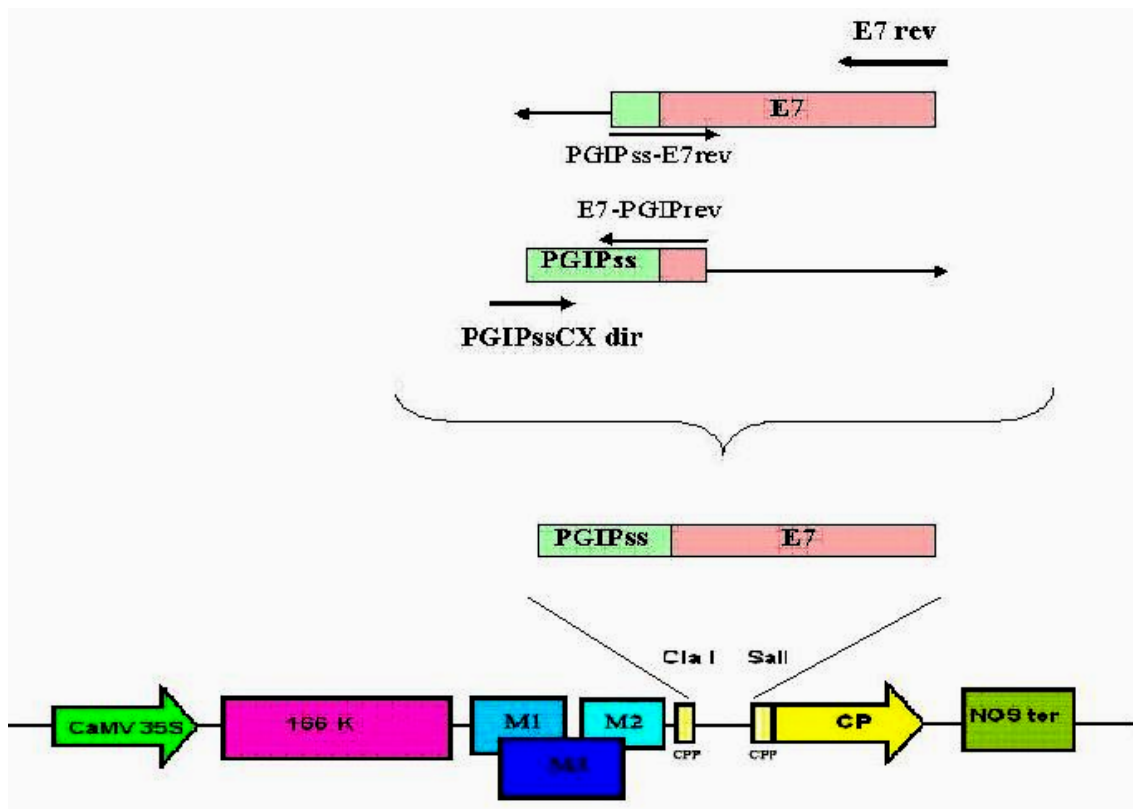 E7 rev
E7
PGIPss-E7rev
E7-PGIPrev
PGIPss
PGIPssCX dir
PGIPss E7
Cla I SalI
CaMV 35S 166 K M1 M2 CP NOS ter
CPP CPP
M3